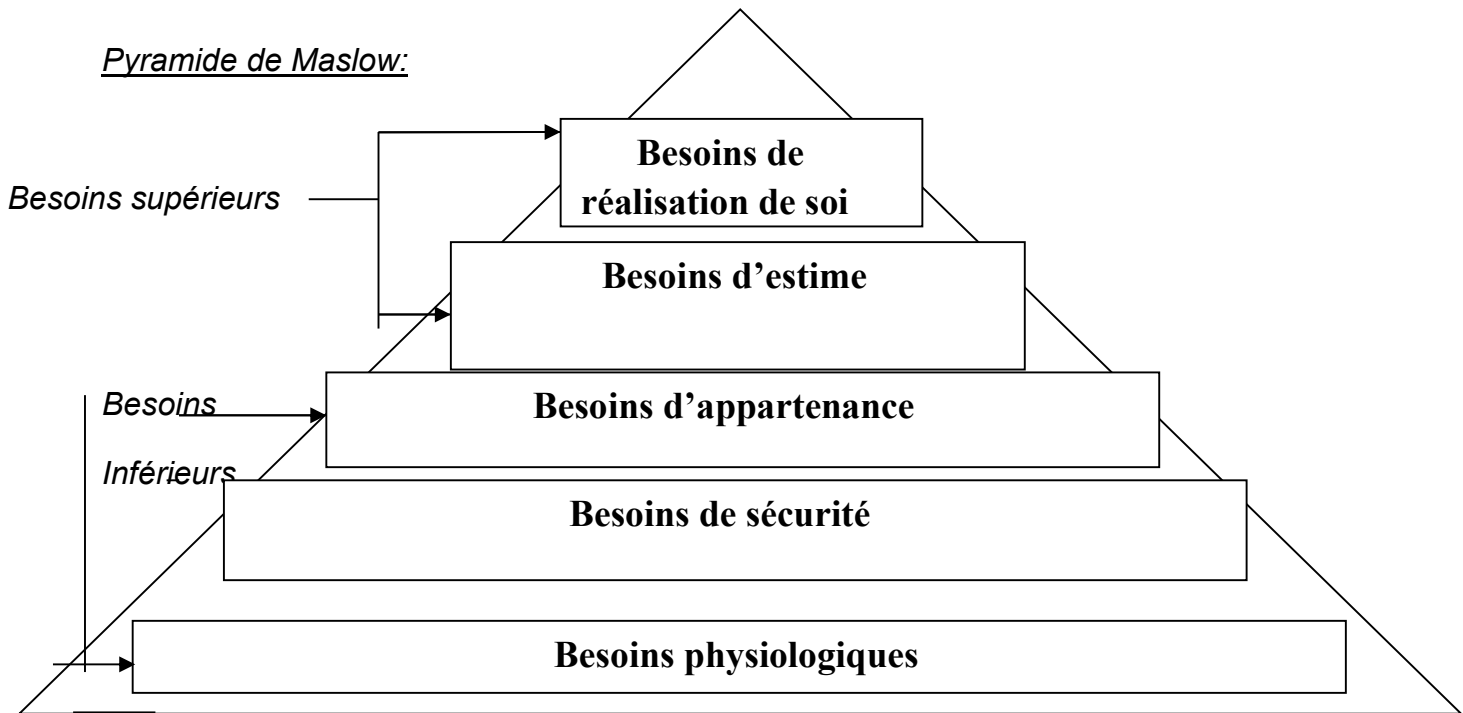 Pyramide de Maslow:
Besoins de
réalisation de soi
Besoins supérieurs
Besoins d’estime
Besoins
Besoins d’appartenance
Inférieurs
Besoins de sécurité
Besoins physiologiques